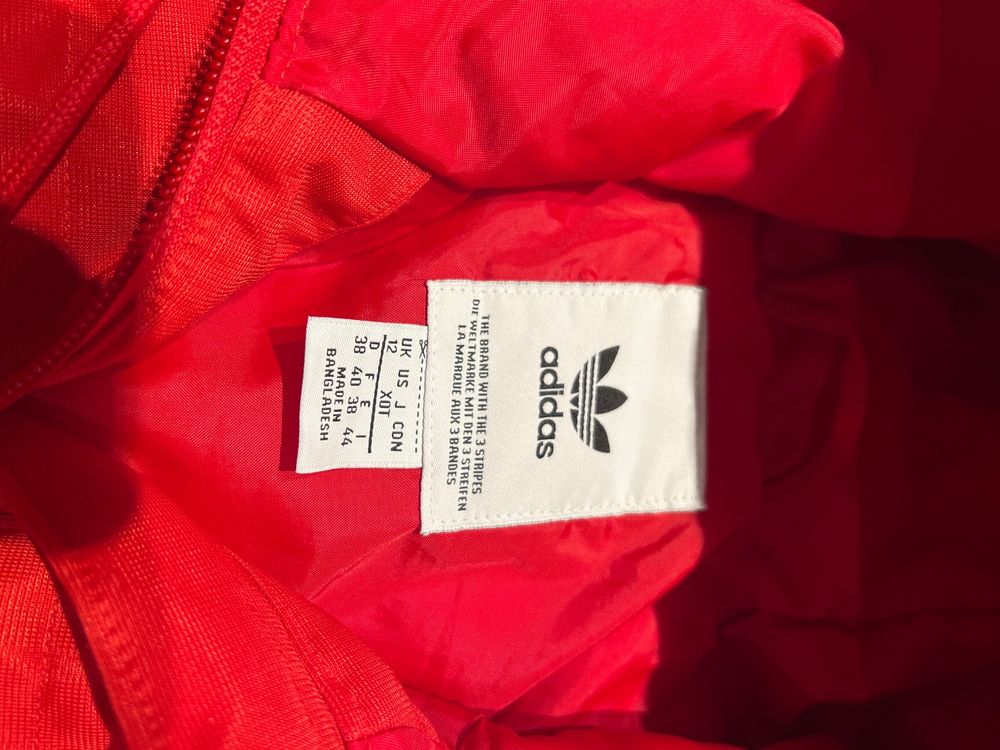 adidas
THE BRAND WITH THE 3 STRIPES
DIE WELTMARKE MIT DEN 3 STREIFEN
LA MARQUE AUX 3 BANDES
UK US J CDN
12 XOT
D F E I
38 40 38 44
MADE IN
BANGLADESH